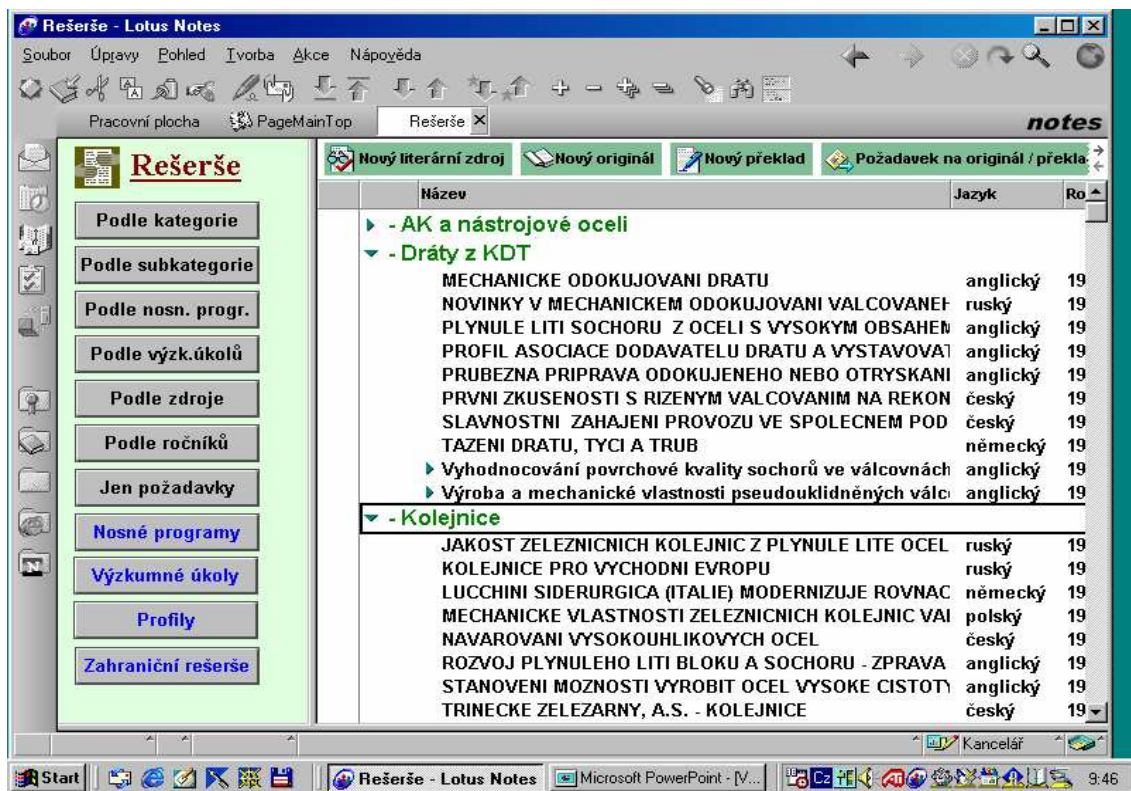 Rešerše - Lotus Notes
Soubor Úpravy Pohled Tvorba Akce Nápověda
Pracovní plocha PageMainTop Rešerše notes
Rešerše
Podle kategorie
Podle subkategorie
Podle nosn. progr.
Podle výzk.úkolů
Podle zdroje
Podle ročníků
Jen požadavky
Nosné programy
Výzkumné úkoly
Profily
Zahraniční rešerše
Nový literární zdroj Nový originál Nový překlad Požadavek na originál / překla
Název Jazyk Ro
- AK a nástrojové oceli
- Dráty z KDT
MECHANICKE ODOKUJOVANI DRATU anglický 19
NOVINKY V MECHANICKEM ODOKUJOVANI VALCOVANEH ruský 19
PLYNULE LITI SOCHORU Z OCELI S VYSOKYM OBSAHEM anglický 19
PROFIL ASOCIACE DODAVATELU DRATU A VYSTAVOVAT anglický 19
PRUBEZNA PRIPRAVA ODOKUJENEHO NEBO OTRYSKANI anglický 19
PRVNI ZKUSENOSTI S RIZENYM VALCOVANIM NA REKON český 19
SLAVNOSTNI ZAHAJENI PROVOZU VE SPOLECNEM POD český 19
TAZENI DRATU, TYCI A TRUB německý 19
Vyhodnocování povrchové kvality sochorů ve válcovnách anglický 19
Výroba a mechanické vlastnosti pseudouklidněných válc anglický 19
- Kolejnice
JAKOST ZELEZNICNICH KOLEJNIC Z PLYNULE LITE OCEL ruský 19
KOLEJNICE PRO VYCHODNI EVROPU ruský 19
LUCCHINI SIDERURGICA (ITALIE) MODERNIZUJE ROVNAC německý 19
MECHANICKE VLASTNOSTI ZELEZNICNICH KOLEJNIC VAl polský 19
NAVAROVANI VYSOKOUHLIKOVYCH OCEL český 19
ROZVOJ PLYNULEHO LITI BLOKU A SOCHORU - ZPRAVA anglický 19
STANOVENI MOZNOSTI VYROBIT OCEL VYSOKE CISTOTY anglický 19
TRINECKE ZELEZARNY, A.S. - KOLEJNICE český 19
Kancelář
Start Rešerše - Lotus Notes Microsoft PowerPoint - [V... Cz 9:46